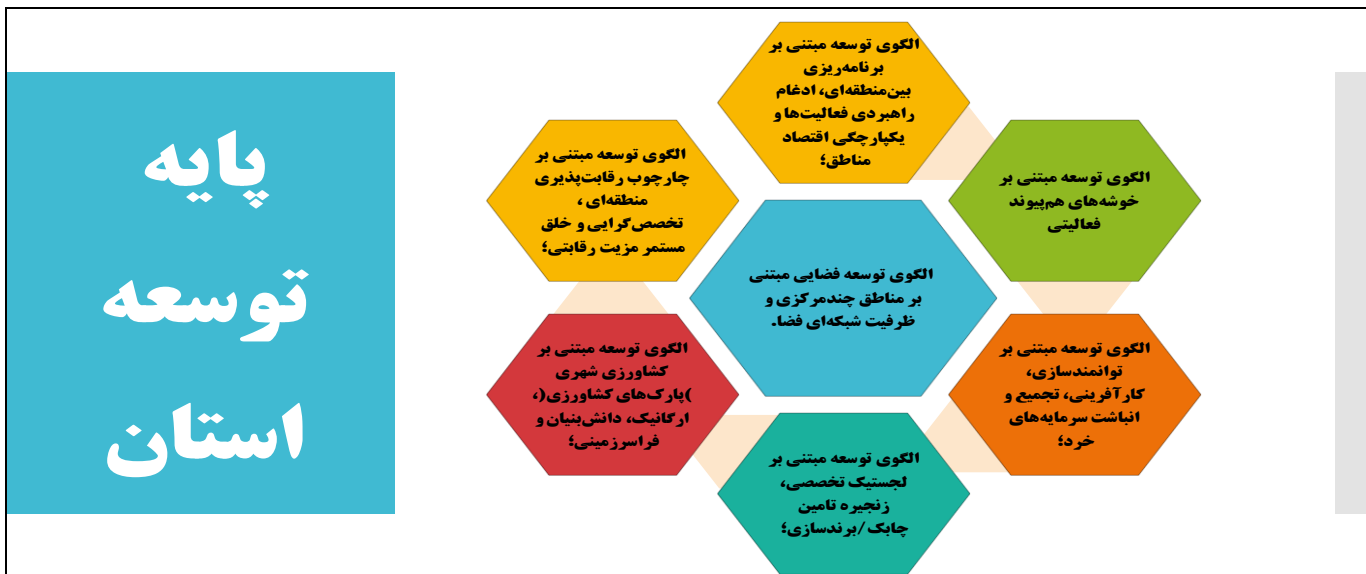 پایه
توسعه
استان
الگوی توسعه مبتنی بر
برنامه‌ریزی
بین‌منطقه‌ای، ادغام
راهبردی فعالیت‌ها و
یکپارچگی اقتصاد
مناطق؛
الگوی توسعه مبتنی بر
خوشه‌های هم‌پیوند
فعالیتی
الگوی توسعه مبتنی بر
توانمندسازی،
کارآفرینی، تجمیع و
انباشت سرمایه‌های
خرد؛
الگوی توسعه مبتنی بر
لجستیک تخصصی،
زنجیره تامین
چابک/برندسازی؛
الگوی توسعه مبتنی بر
کشاورزی شهری
)پارک‌های کشاورزی(،
ارگانیک، دانش‌بنیان و
فراسرزمینی؛
الگوی توسعه مبتنی بر
چارچوب رقابت‌پذیری
منطقه‌ای ،
تخصص‌گرایی و خلق
مستمر مزیت رقابتی؛
الگوی توسعه فضایی مبتنی
بر مناطق چندمرکزی و
ظرفیت شبکه‌ای فضا.